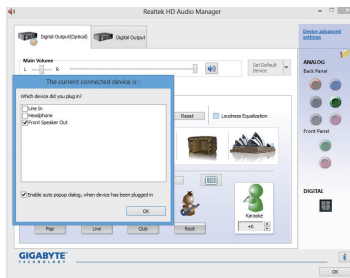 Realtek HD Audio Manager
Digital Output(Optical)
Digital Output
Device advanced settings
Main Volume
L
R
Set Default Device
ANALOG
Back Panel
The current connected device is :
Which device did you plug in?
Line In
Headphone
Front Speaker Out
Reset
Loudness Equalization
Front Panel
Enable auto popup dialog, when device has been plugged in
OK
DIGITAL
Karaoke
Pop
Live
Club
Rock
+0
GIGABYTE
TECHNOLOGY
OK